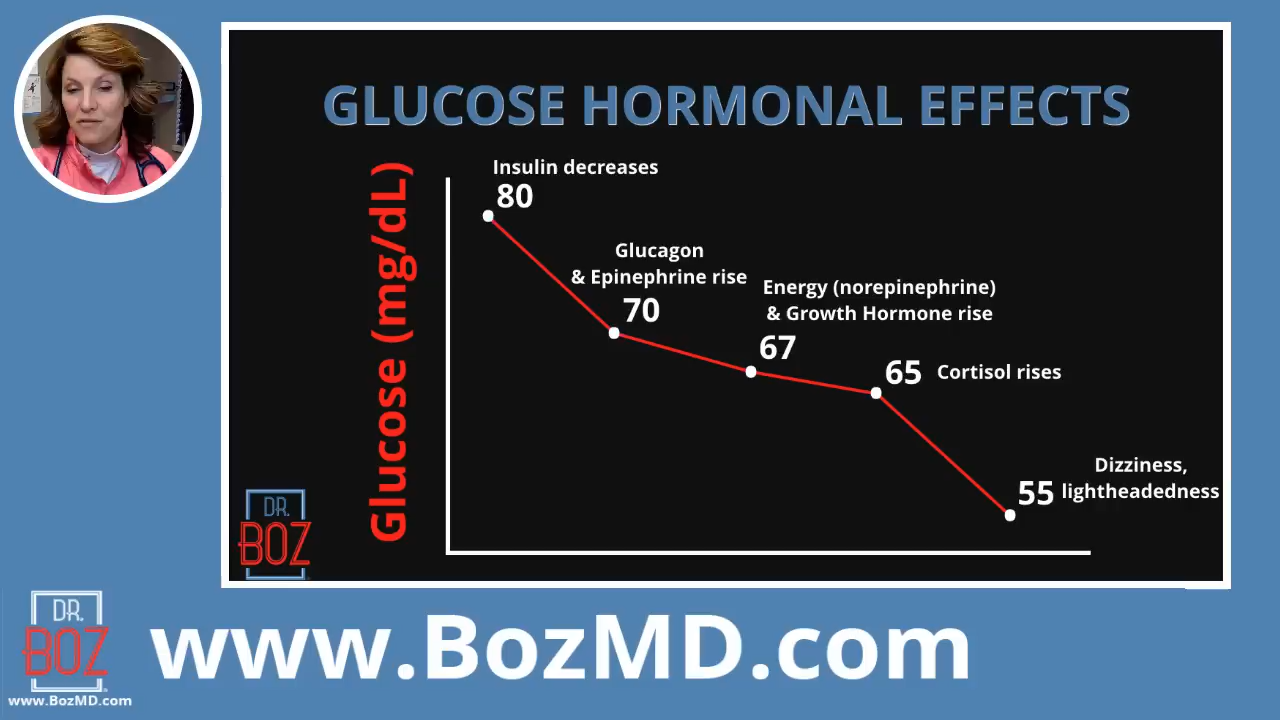 GLUCOSE HORMONAL EFFECTS
Glucose (mg/dL)
Insulin decreases
80
Glucagon
& Epinephrine rise
70
Energy (norepinephrine)
& Growth Hormone rise
67
65
Cortisol rises
Dizziness,
lightheadedness
55
DR.
BOZ
DR.
BOZ
www.BozMD.com
www.BozMD.com